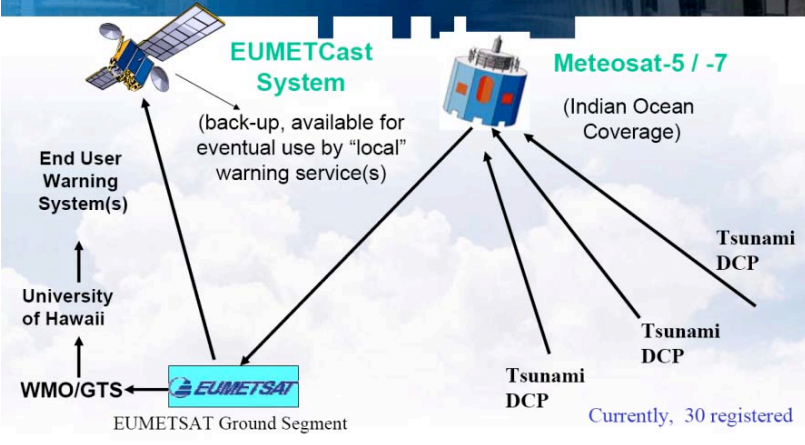 EUMETCast
System
(back-up, available for
eventual use by “local”
warning service(s)
Meteosat-5 / -7
(Indian Ocean
Coverage)
End User
Warning
System(s)
University
of Hawaii
WMO/GTS
EUMETSAT
EUMETSAT Ground Segment
Tsunami
DCP
Tsunami
DCP
Tsunami
DCP
Currently, 30 registered